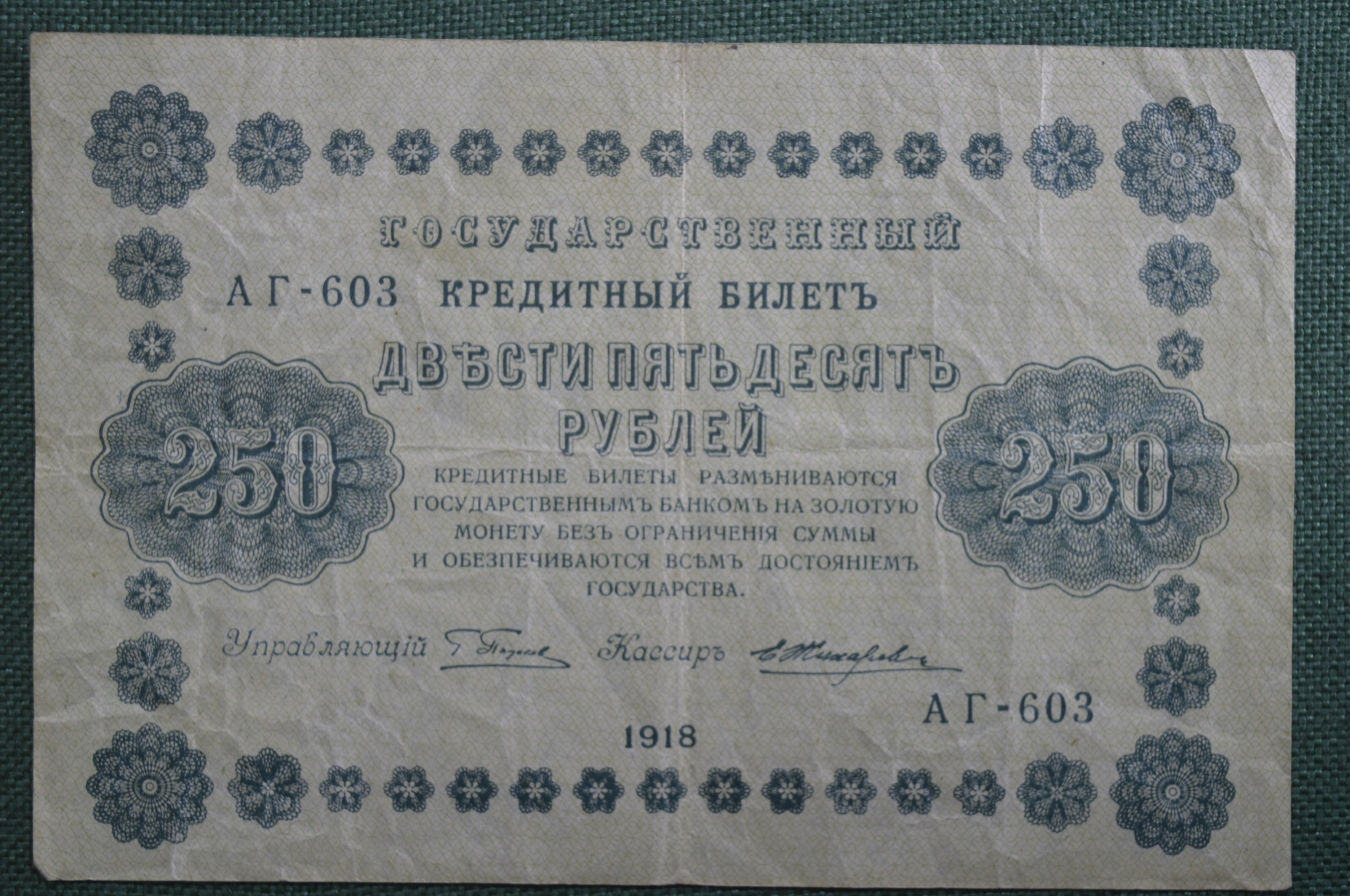 ГОСУДАРСТВЕННЫЙ
АГ-603 КРЕДИТНЫЙ БИЛЕТЪ
ДВѢСТИ ПЯТЬДЕСЯТЪ
РУБЛЕЙ
250 250
КРЕДИТНЫЕ БИЛЕТЫ РАЗМѢНИВАЮТСЯ
ГОСУДАРСТВЕННЫМЪ БАНКОМЪ НА ЗОЛОТУЮ
МОНЕТУ БЕЗЪ ОГРАНИЧЕНІЯ СУММЫ
И ОБЕЗПЕЧИВАЮТСЯ ВСѢМЪ ДОСТОЯНІЕМЪ
ГОСУДАРСТВА.
Управляющій Кассиръ
АГ-603
1918